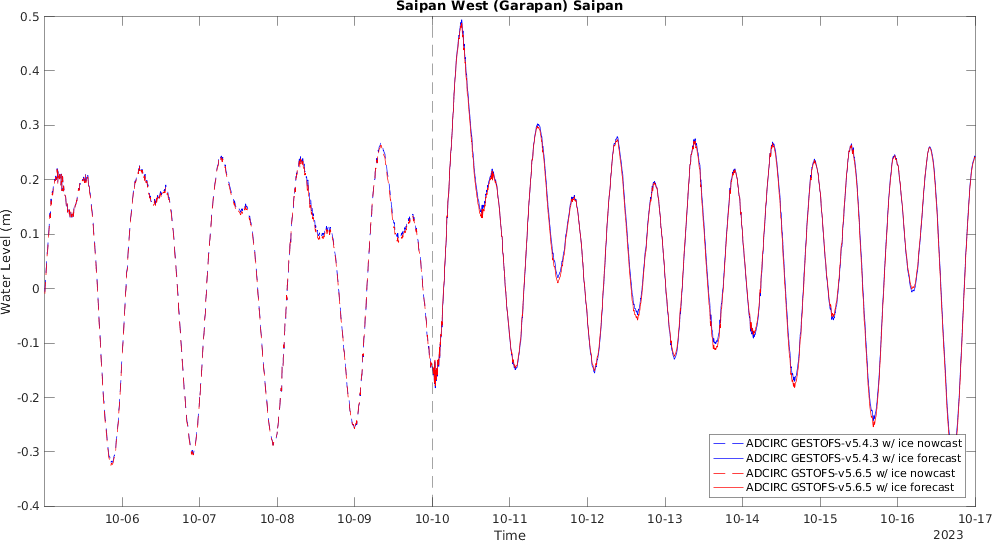 Saipan West (Garapan) Saipan
0.5
0.4
0.3
0.2
0.1
0
-0.1
-0.2
-0.3
-0.4
Water Level (m)
ADCIRC GESTOFS-v5.4.3 w/ ice nowcast
ADCIRC GESTOFS-v5.4.3 w/ ice forecast
ADCIRC GSTOFS-v5.6.5 w/ ice nowcast
ADCIRC GSTOFS-v5.6.5 w/ ice forecast
10-06 10-07 10-08 10-09 10-10 10-11 10-12 10-13 10-14 10-15 10-16 10-17
Time
2023